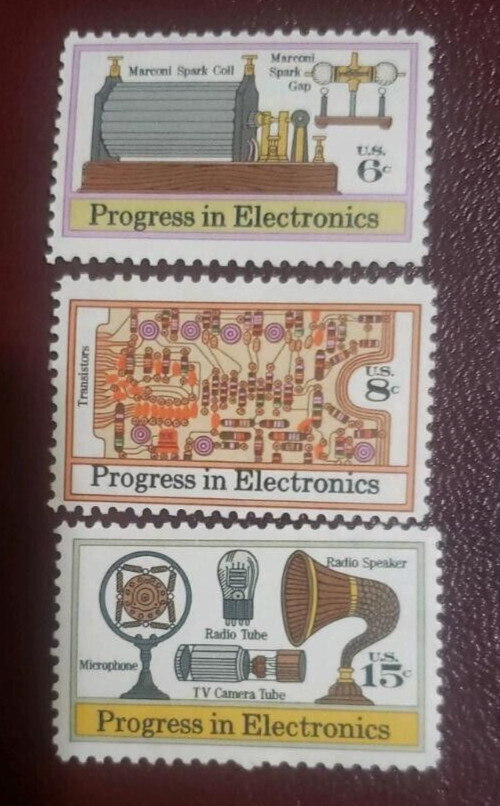 Marconi Spark Coil
Marconi
Spark
Gap
U.S.
6c
Progress in Electronics
Transistors
U.S.
8c
Progress in Electronics
Radio Speaker
Radio Tube
Microphone
TV Camera Tube
U.S.
15c
Progress in Electronics